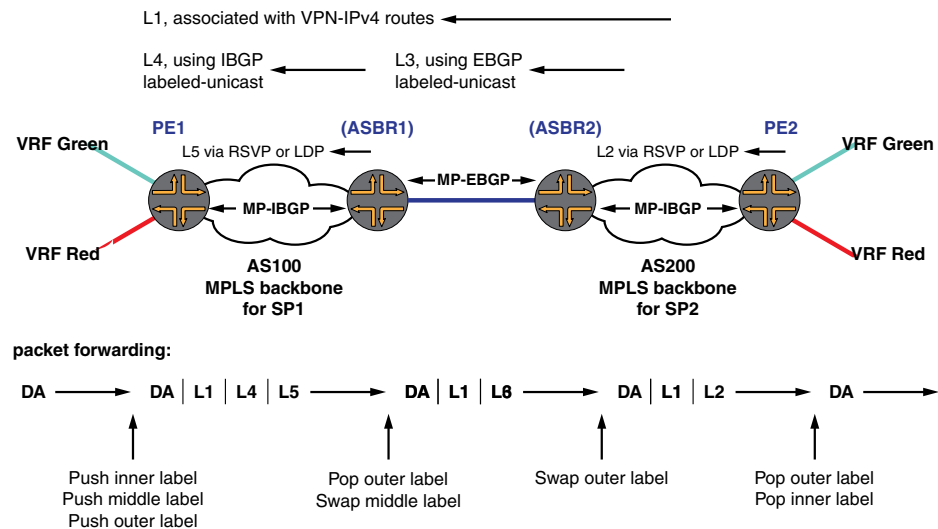 L1, associated with VPN-IPv4 routes
L4, using IBGP
labeled-unicast
L3, using EBGP
labeled-unicast
PE1
(ASBR1)
(ASBR2)
PE2
VRF Green
L5 via RSVP or LDP
L2 via RSVP or LDP
VRF Green
MP-EBGP
MP-IBGP
MP-IBGP
VRF Red
VRF Red
AS100
MPLS backbone
for SP1
AS200
MPLS backbone
for SP2
packet forwarding:
DA
DA | L1 | L4 | L5
DA | L1 | L6
DA | L1 | L2
DA
Push inner label
Push middle label
Push outer label
Pop outer label
Swap middle label
Swap outer label
Pop outer label
Pop inner label